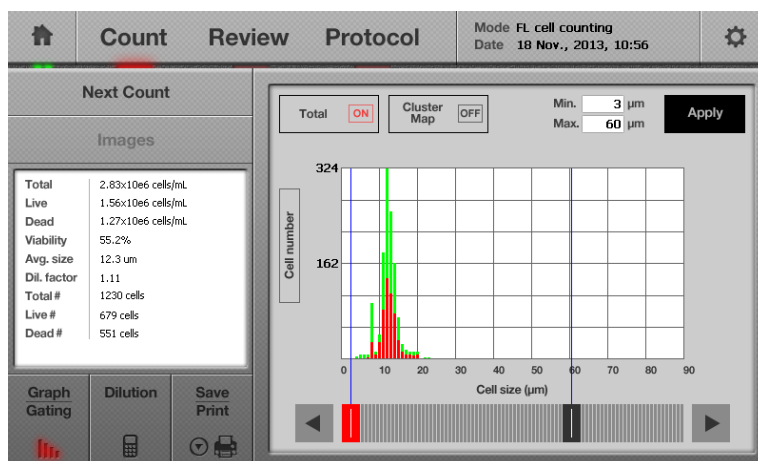 Count
Review
Protocol
Mode FL cell counting
Date 18 Nov., 2013, 10:56
Next Count
Images
Total 2.83x10e6 cells/mL
Live 1.56x10e6 cells/mL
Dead 1.27x10e6 cells/mL
Viability 55.2%
Avg. size 12.3 um
Dil. factor 1.11
Total # 1230 cells
Live # 679 cells
Dead # 551 cells
Graph
Gating
Dilution
Save
Print
Total ON
Cluster
Map
OFF
Min. 3 µm
Max. 60 µm
Apply
324
162
Cell number
0 10 20 30 40 50 60 70 80 90
Cell size (µm)